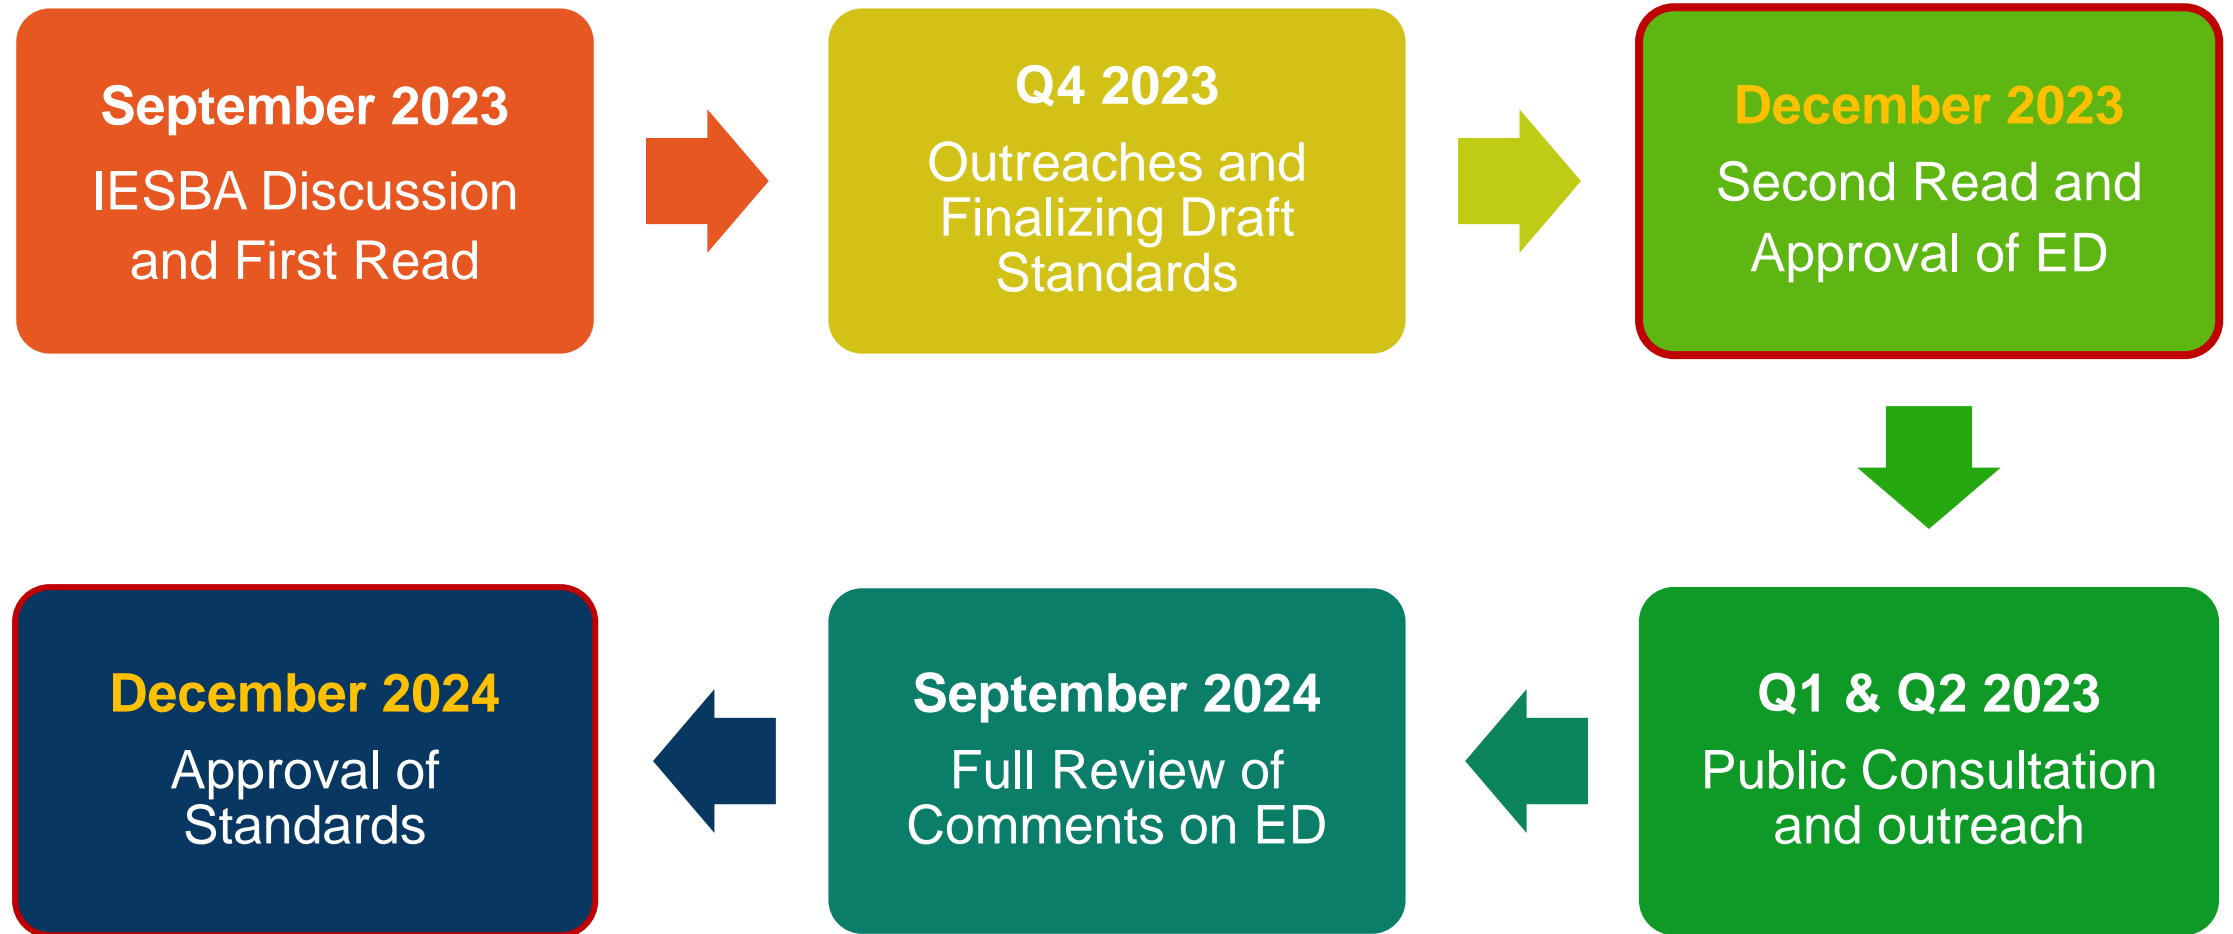 September 2023
IESBA Discussion
and First Read
Q4 2023
Outreaches and
Finalizing Draft
Standards
December 2023
Second Read and
Approval of ED
Q1 & Q2 2023
Public Consultation
and outreach
September 2024
Full Review of
Comments on ED
December 2024
Approval of
Standards